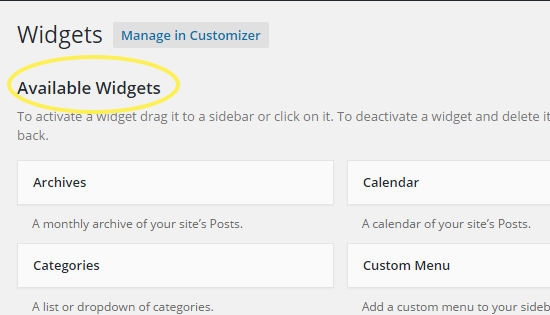 Widgets Manage in Customizer
Available Widgets
To activate a widget drag it to a sidebar or click on it. To deactivate a widget and delete it
back.
Archives Calendar
A monthly archive of your site’s Posts. A calendar of your site’s Posts.
Categories Custom Menu
A list or dropdown of categories. Add a custom menu to your sideb